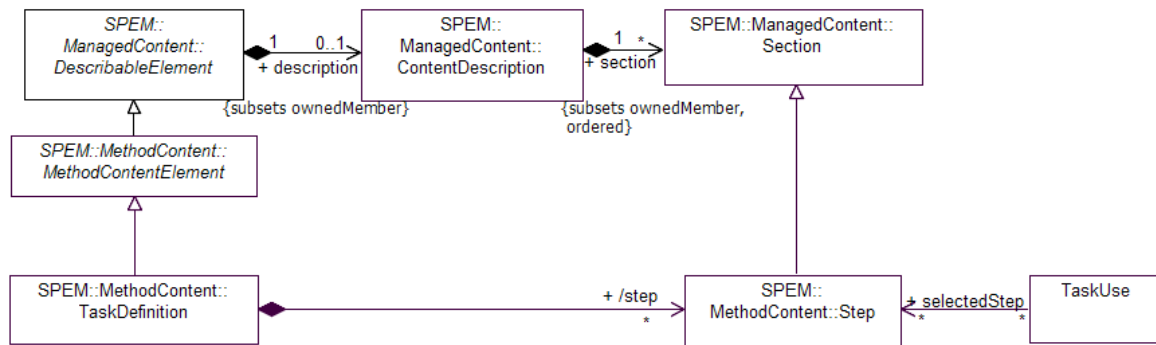 SPEM::
ManagedContent::
DescribableElement
1
0..1
+ description
{subsets ownedMember}
SPEM::
ManagedContent::
ContentDescription
1
*
+ section
{subsets ownedMember,
ordered}
SPEM::ManagedContent::
Section
SPEM::MethodContent::
MethodContentElement
SPEM::MethodContent::
TaskDefinition
+ /step
*
SPEM::
MethodContent::Step
+ selectedStep
*
*
TaskUse